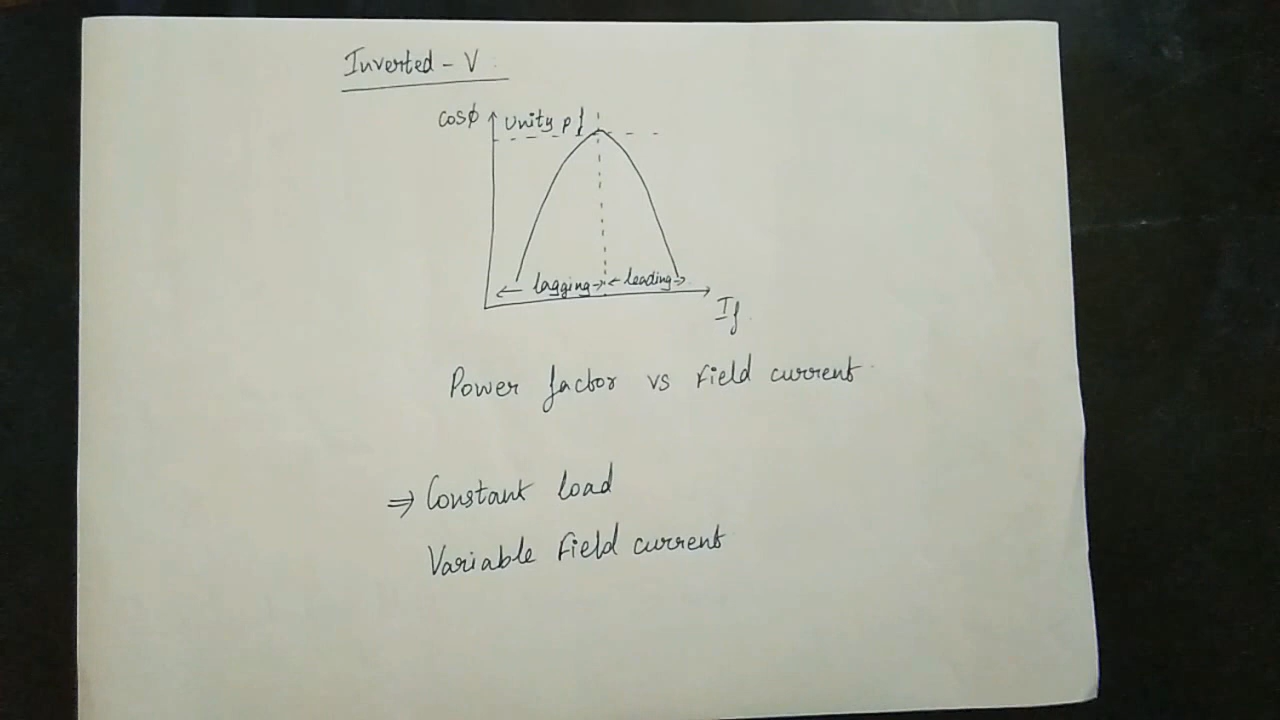 Inverted - V
cosϕ
Unity pf
← lagging → ← leading →
If
Power factor vs Field current
⇒ Constant load
Variable Field current